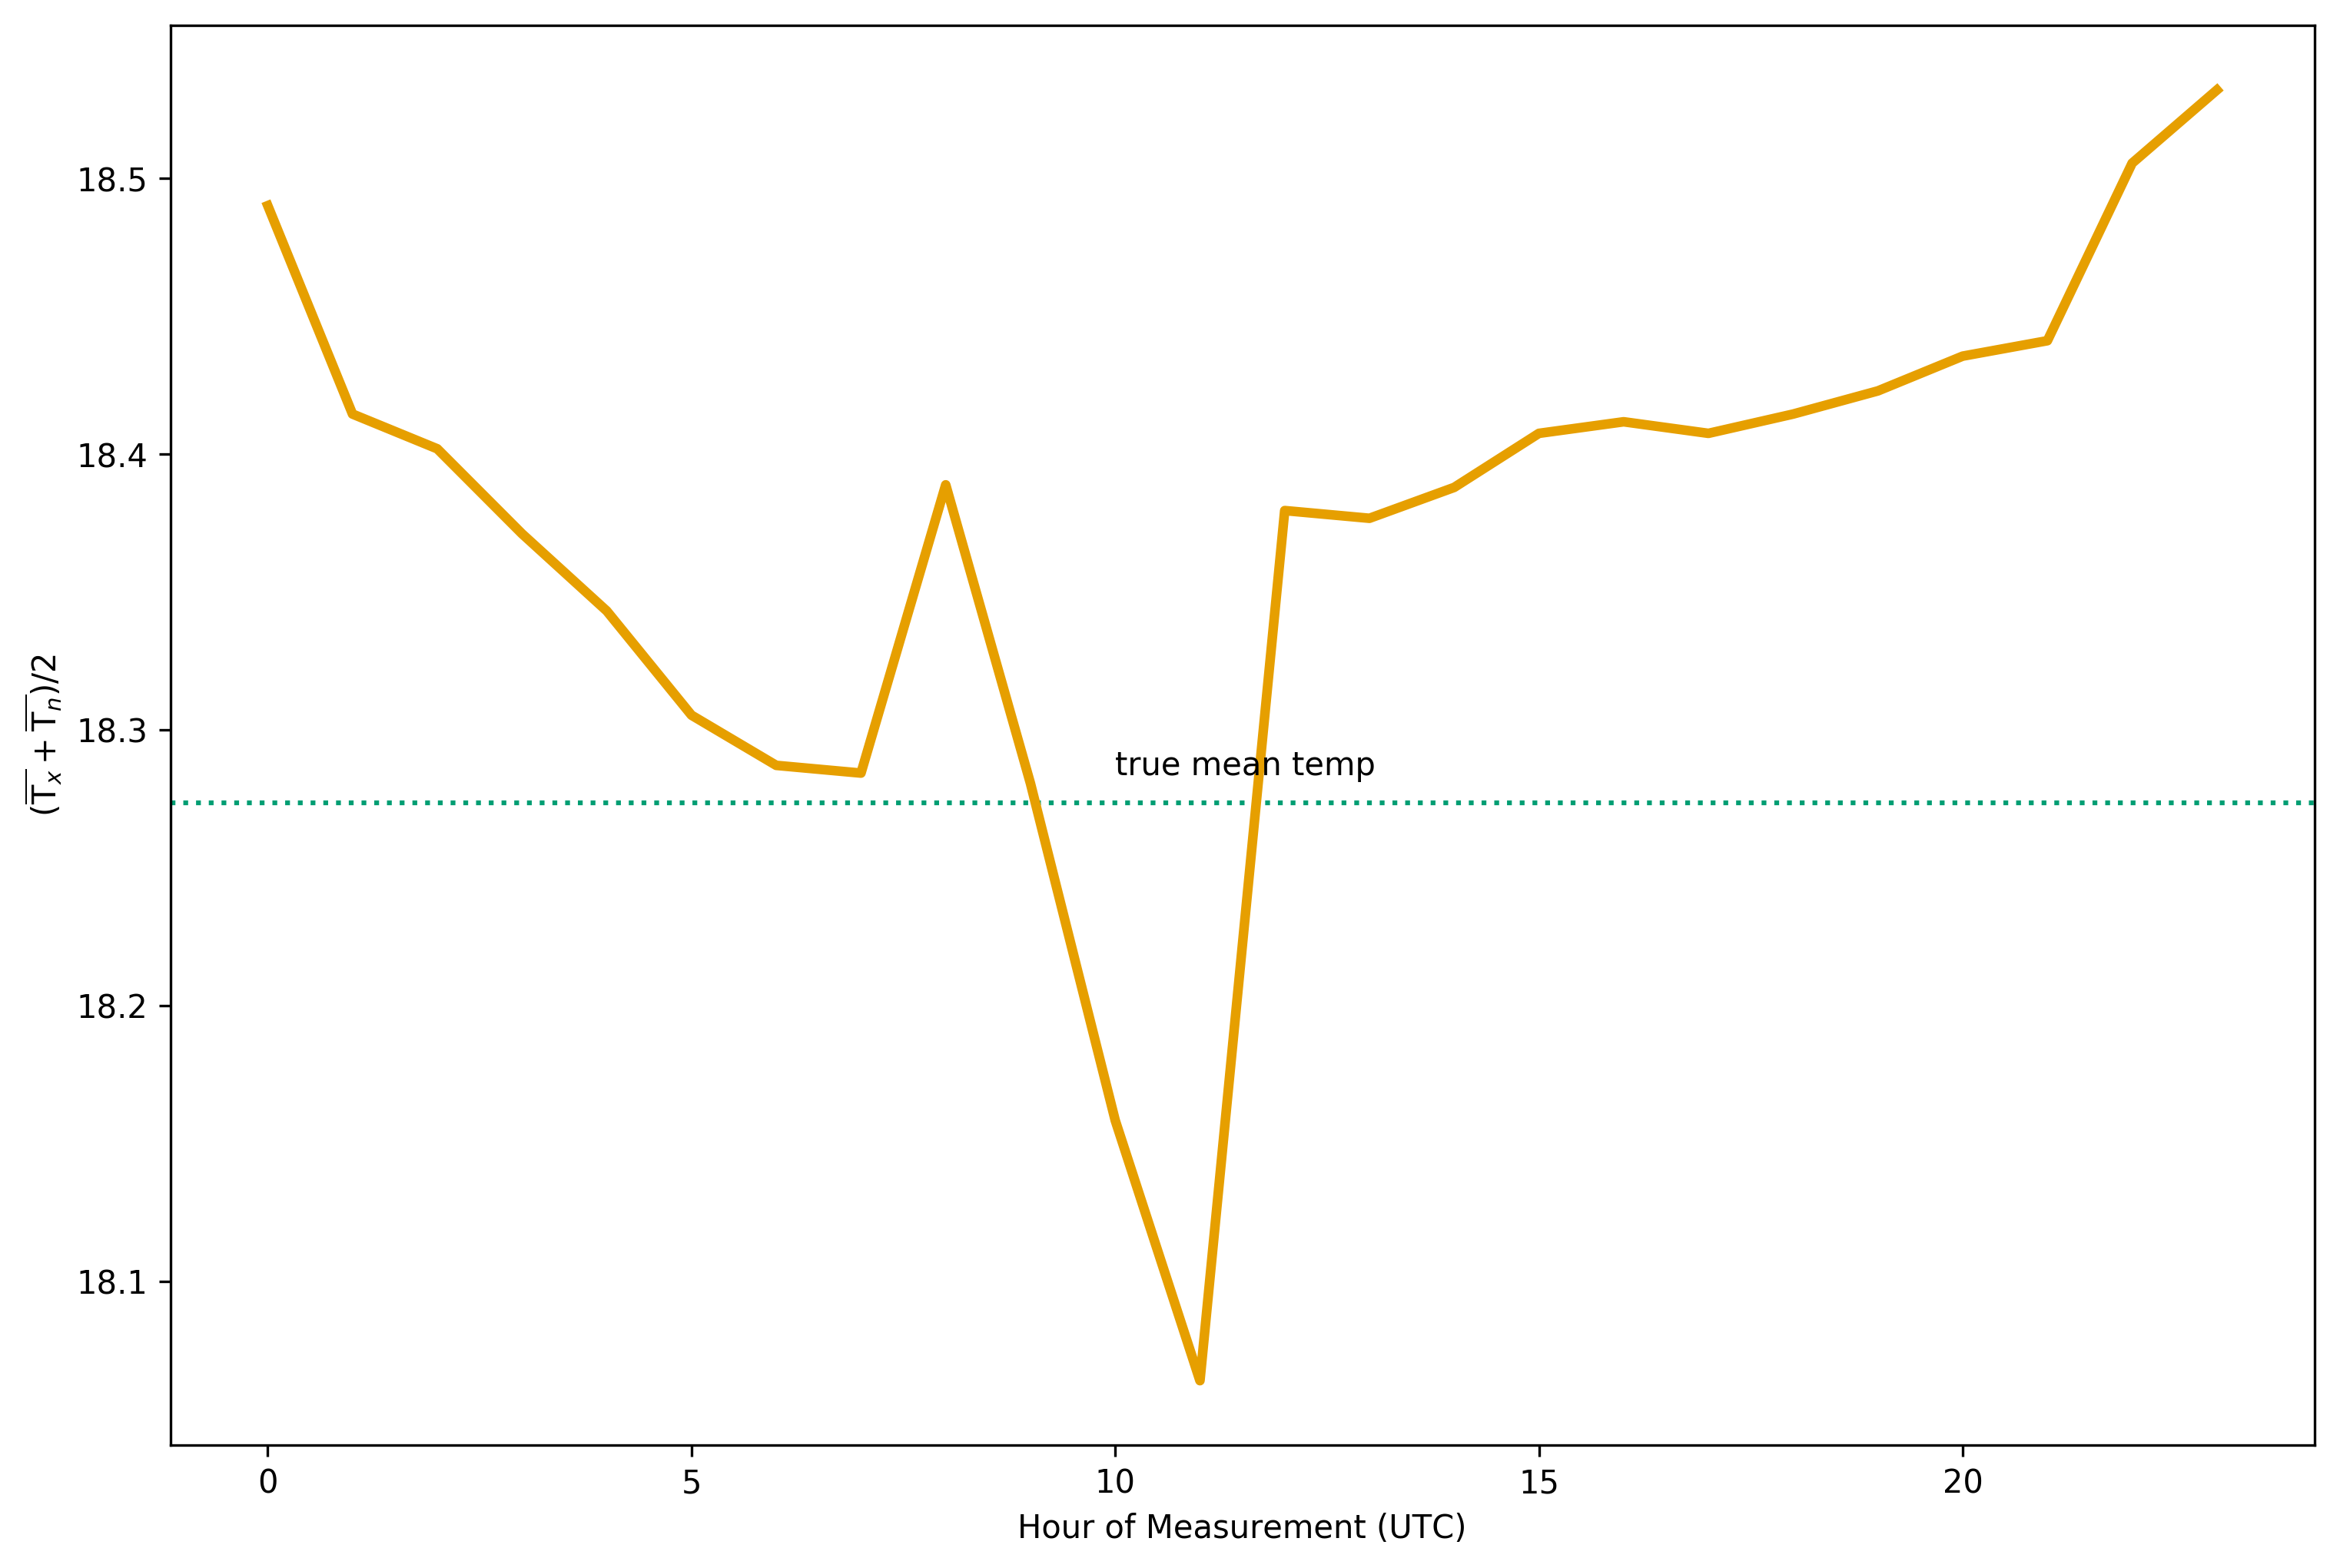 18.5
18.4
18.3
18.2
18.1
(T̅ₓ + T̅ₙ)/2
true mean temp
0 5 10 15 20
Hour of Measurement (UTC)